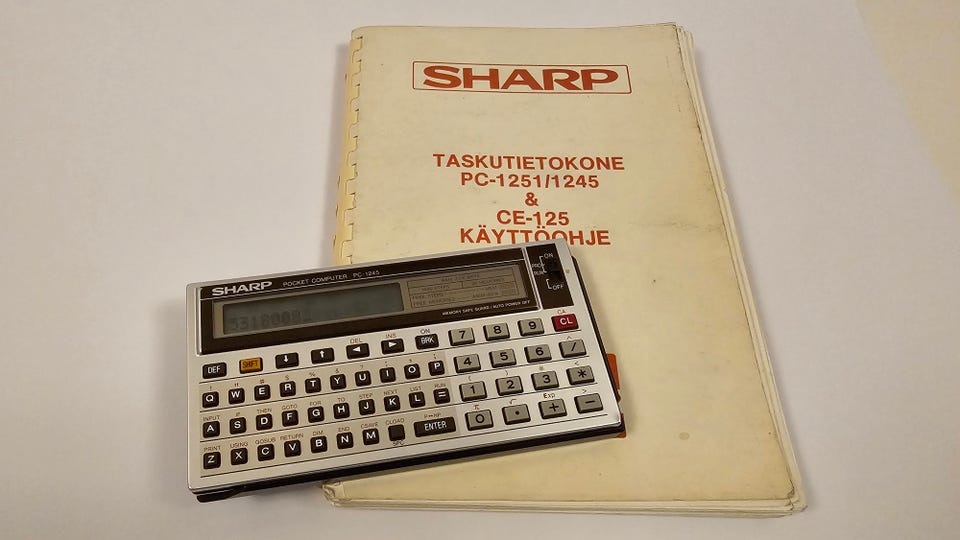 SHARP
TASKUTIETOKONE
PC-1251/1245
&
CE-125
KÄYTTÖOHJE
SHARP POCKET COMPUTER PC-1245
MEMORY SAFE GUARD / AUTO POWER OFF
ON
PRO
RUN
OFF
DEL INS ON CA
DEF SHIFT ↓ ↑ ◄ ► BRK 7 8 9 CL
! " # $ % ^
Q W E R T Y U I O P 4 5 6 /
INPUT IF THEN GOTO FOR TO STEP NEXT LIST RUN ( ) <
A S D F G H J K L = 1 2 3 *
PRINT USING GOSUB RETURN DIM END CSAVE CLOAD P↔NP π √ Exp >
Z X C V B N M SPC ENTER 0 • + −